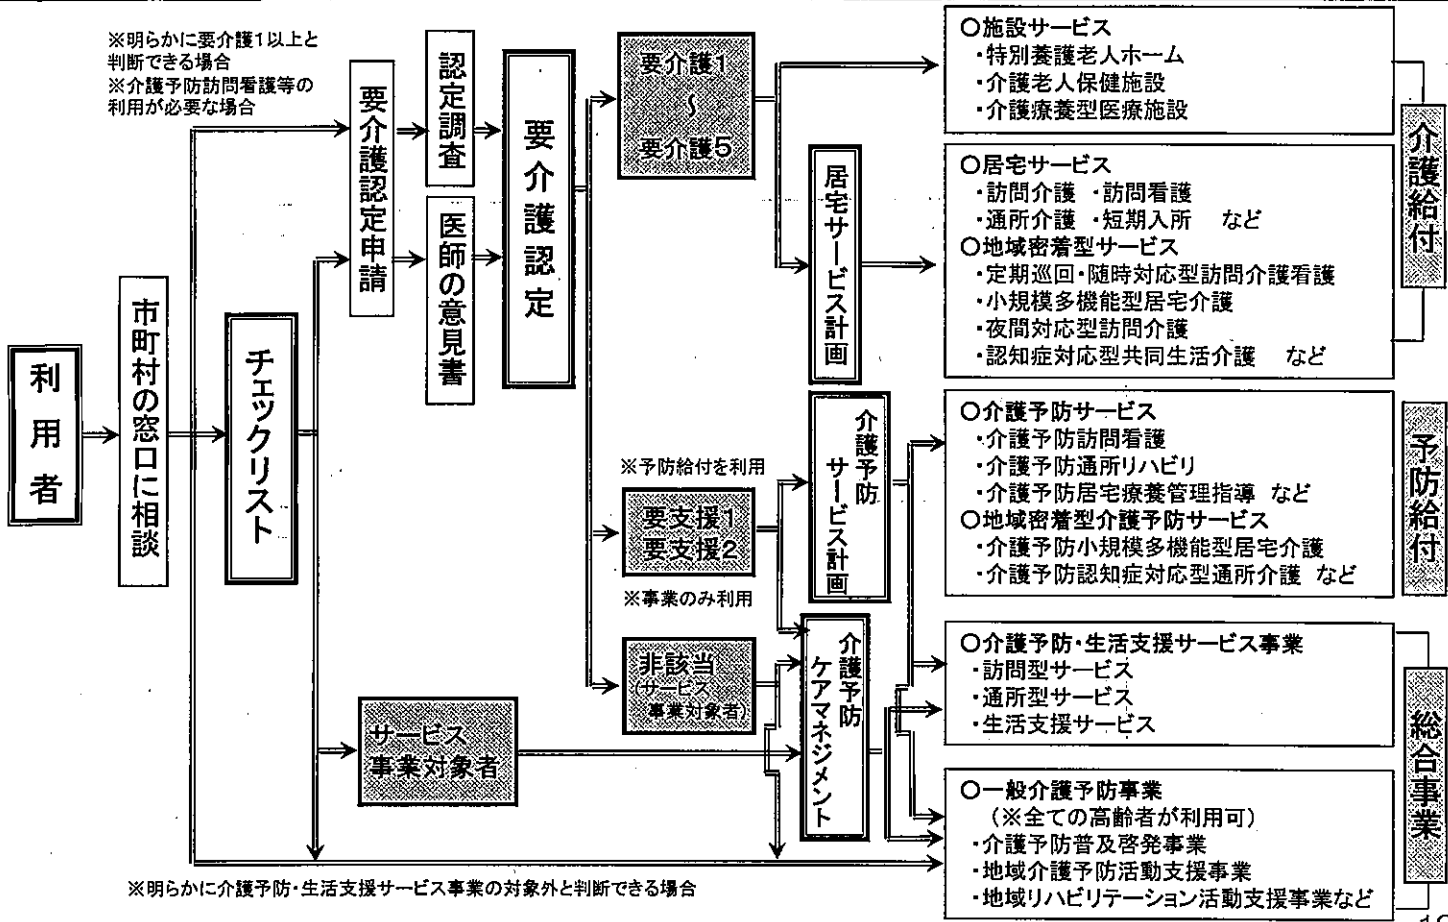 ※明らかに要介護1以上と
判断できる場合
※介護予防訪問看護等の
利用が必要な場合
利用者
市町村の窓口に相談
チェックリスト
要介護認定申請
認定調査
医師の意見書
要介護認定
要介護1
～
要介護5
※予防給付を利用
要支援1
要支援2
※事業のみ利用
非該当
(サービス
事業対象者)
サービス
事業対象者
居宅サービス計画
介護予防
サービス計画
介護予防
ケアマネジメント
○施設サービス
・特別養護老人ホーム
・介護老人保健施設
・介護療養型医療施設
○居宅サービス
・訪問介護 ・訪問看護
・通所介護 ・短期入所 など
○地域密着型サービス
・定期巡回・随時対応型訪問介護看護
・小規模多機能型居宅介護
・夜間対応型訪問介護
・認知症対応型共同生活介護 など
介護給付
○介護予防サービス
・介護予防訪問看護
・介護予防通所リハビリ
・介護予防居宅療養管理指導 など
○地域密着型介護予防サービス
・介護予防小規模多機能型居宅介護
・介護予防認知症対応型通所介護 など
予防給付
○介護予防・生活支援サービス事業
・訪問型サービス
・通所型サービス
・生活支援サービス
○一般介護予防事業
(※全ての高齢者が利用可)
・介護予防普及啓発事業
・地域介護予防活動支援事業
・地域リハビリテーション活動支援事業など
総合事業
※明らかに介護予防・生活支援サービス事業の対象外と判断できる場合